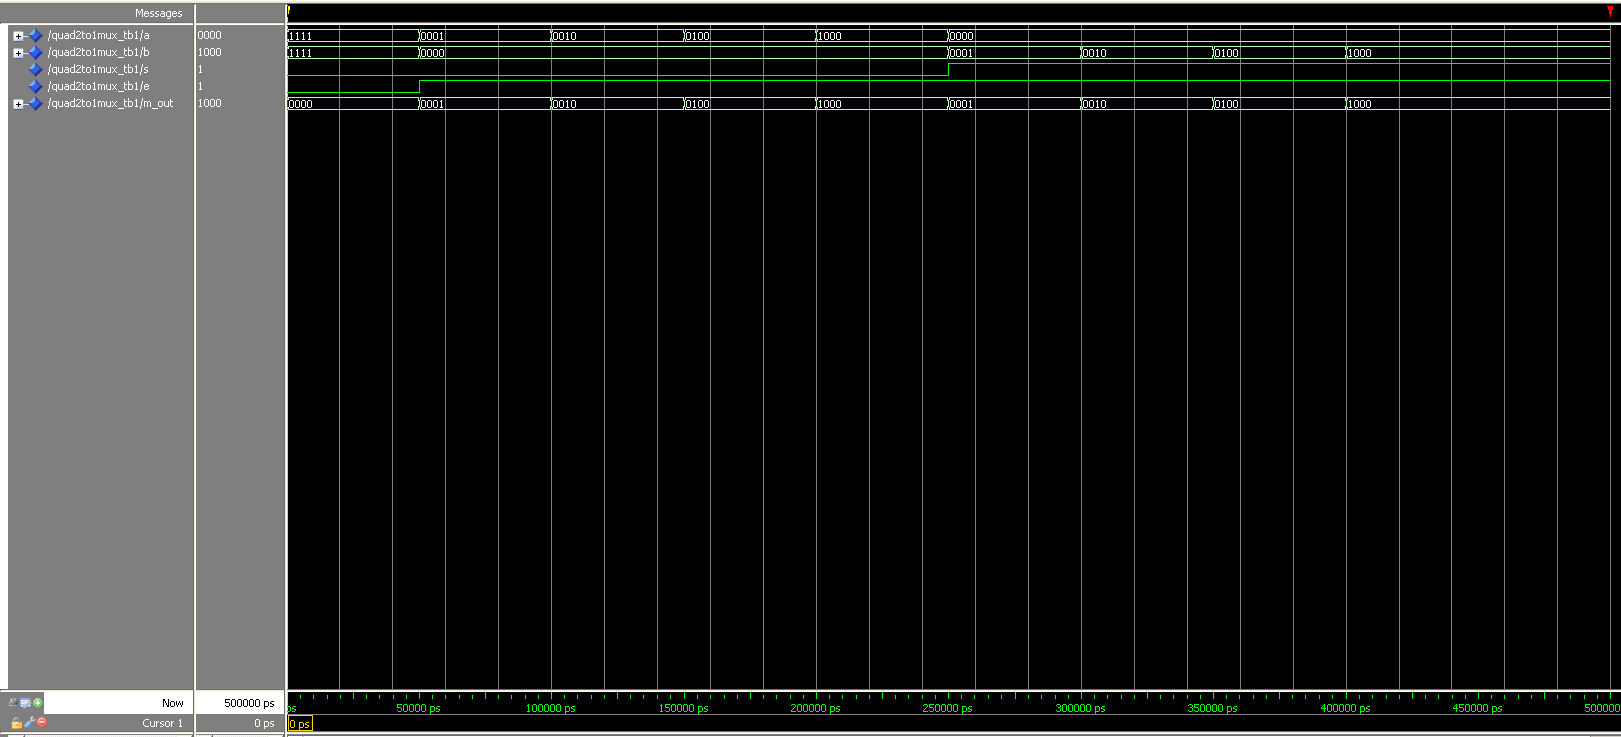 Messages
/quad2to1mux_tb1/a 0000 1111 0001 0010 0100 1000 0000
/quad2to1mux_tb1/b 1000 1111 0000 0001 0010 0100 1000
/quad2to1mux_tb1/s 1
/quad2to1mux_tb1/e 1
/quad2to1mux_tb1/m_out 1000 0000 0001 0010 0100 1000 0001 0010 0100 1000
Now 500000 ps ps 50000 ps 100000 ps 150000 ps 200000 ps 250000 ps 300000 ps 350000 ps 400000 ps 450000 ps 500000
Cursor 1 0 ps 0 ps